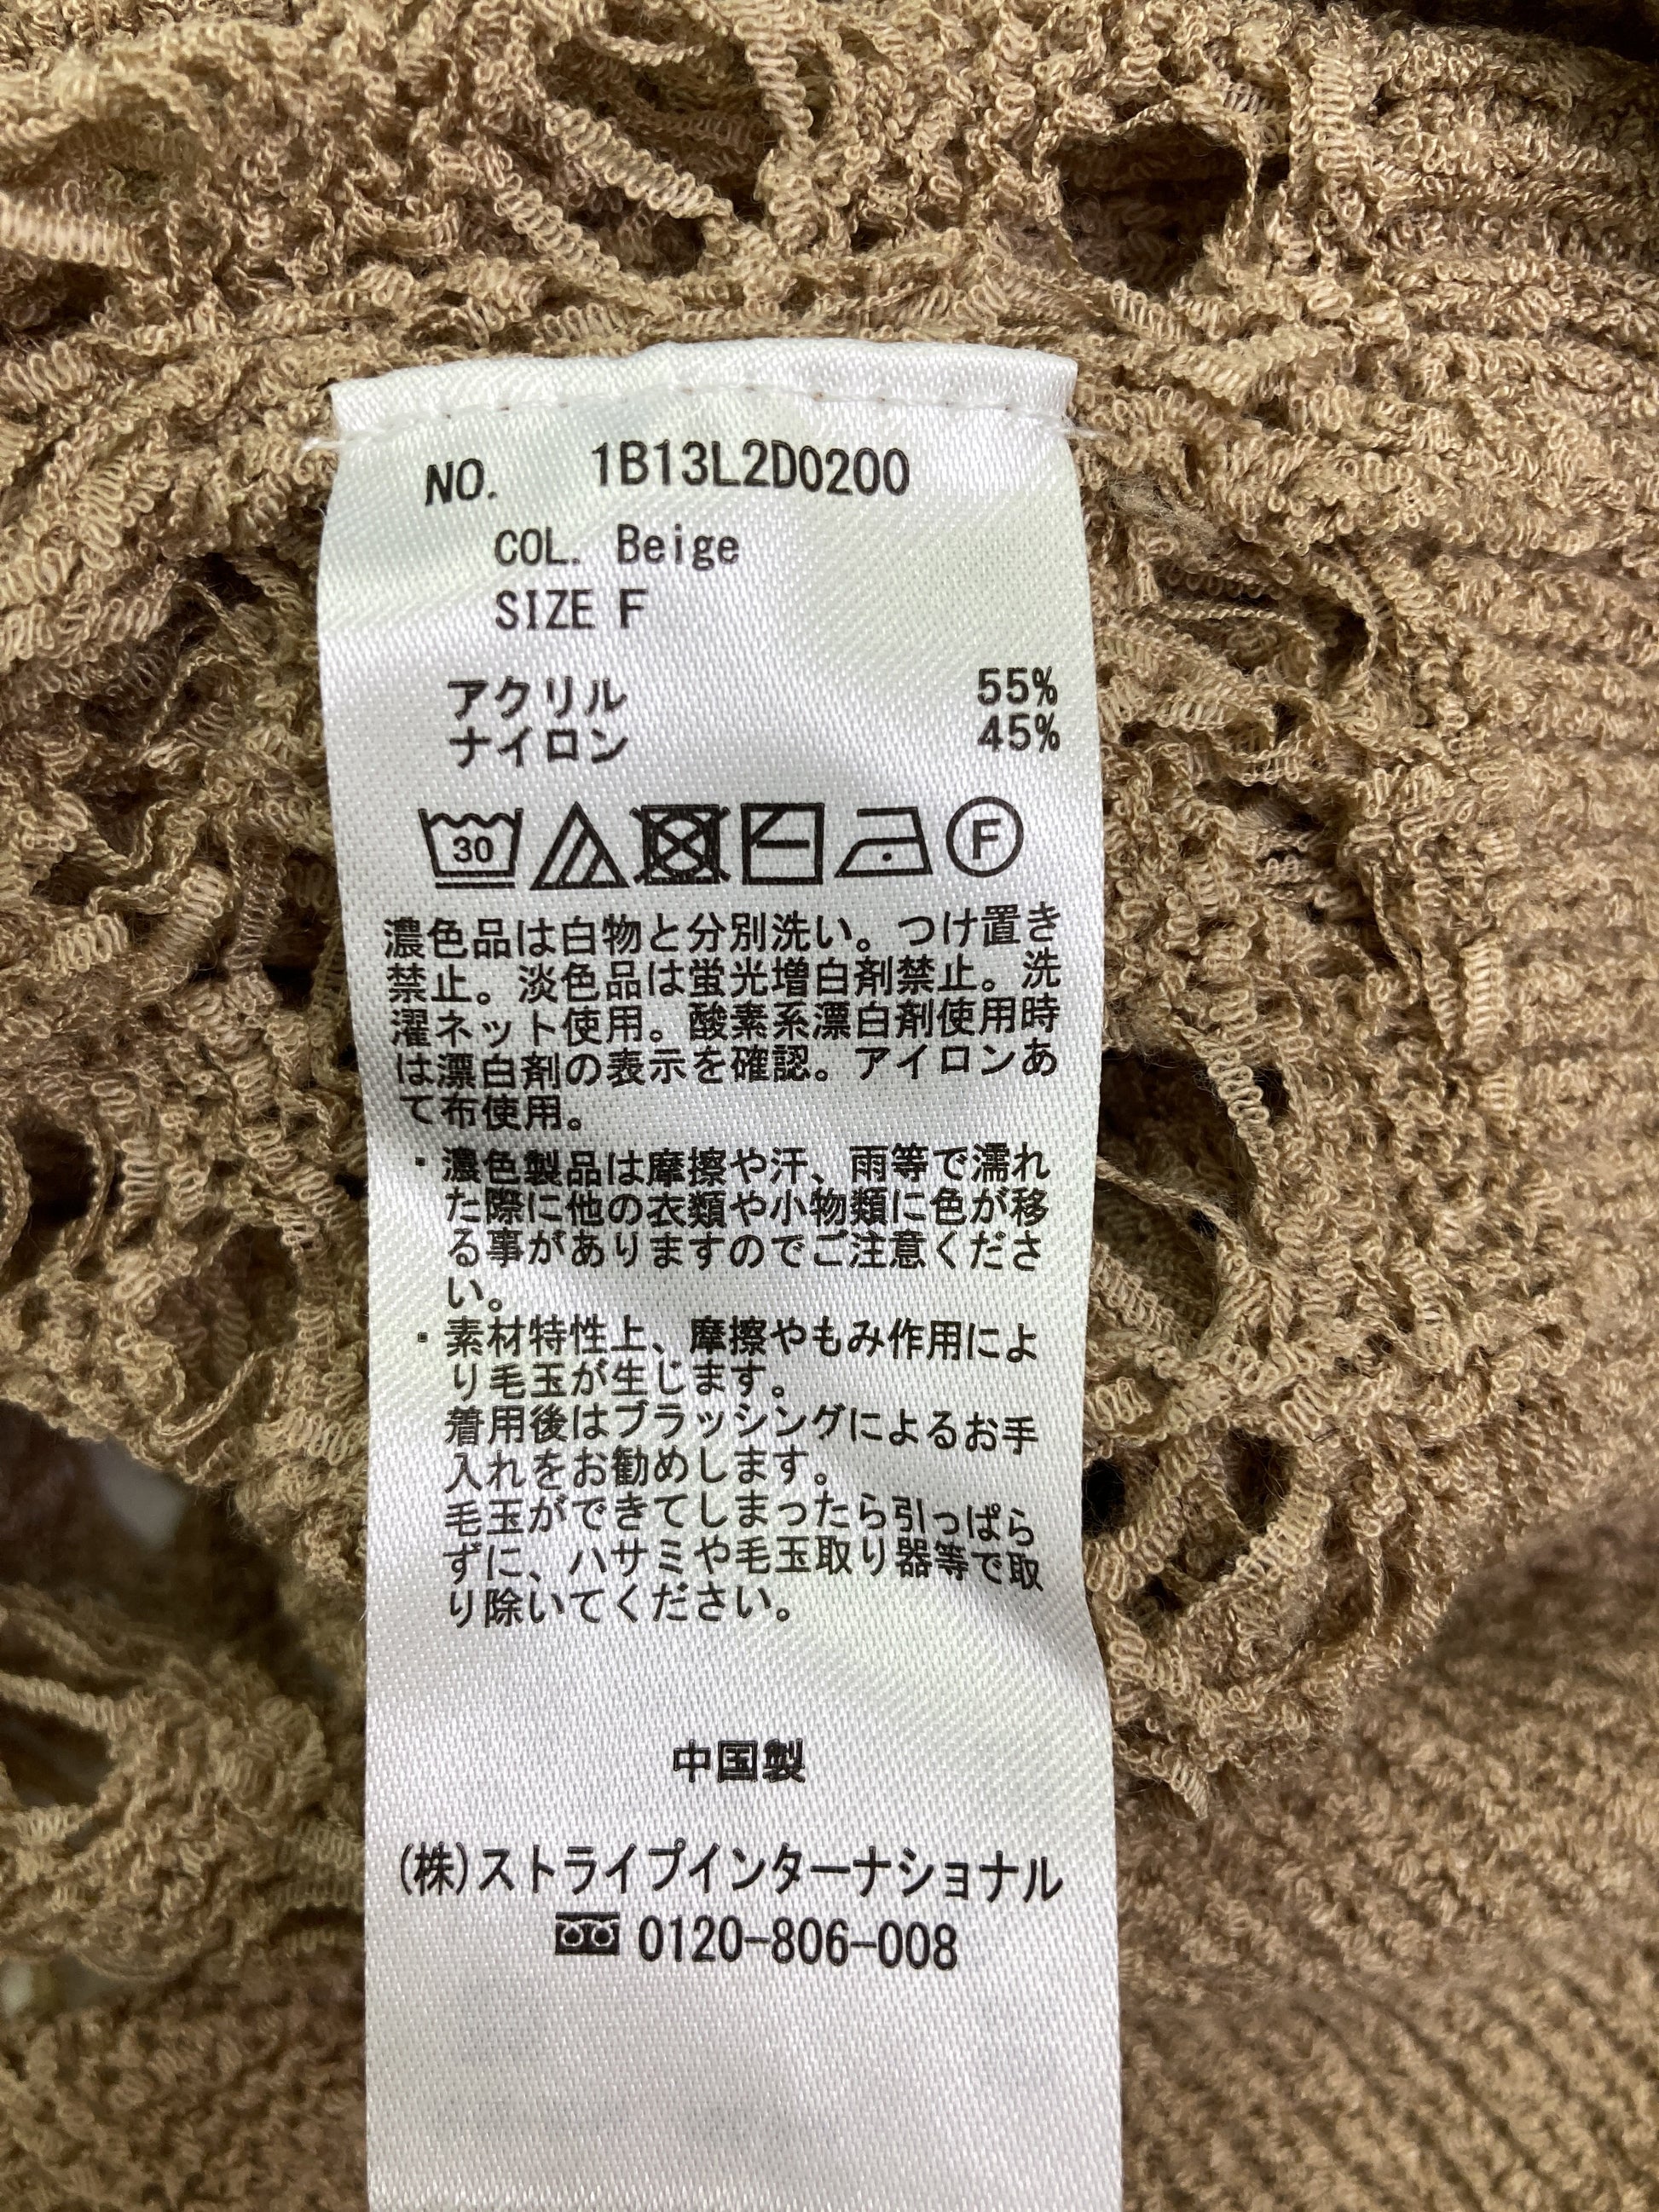 NO. 1B13L2D0200
COL. Beige
SIZE F
アクリル 55%
ナイロン 45%
30 F
濃色品は白物と分別洗い。つけ置き
禁止。淡色品は蛍光増白剤禁止。洗
濯ネット使用。酸素系漂白剤使用時
は漂白剤の表示を確認。アイロンあ
て布使用。
・濃色製品は摩擦や汗、雨等で濡れ
た際に他の衣類や小物類に色が移
る事がありますのでご注意くださ
い。
・素材特性上、摩擦やもみ作用によ
り毛玉が生じます。
着用後はブラッシングによるお手
入れをお勧めします。
毛玉ができてしまったら引っぱら
ずに、ハサミや毛玉取り器等で取
り除いてください。
中国製
(株)ストライプインターナショナル
0120-806-008